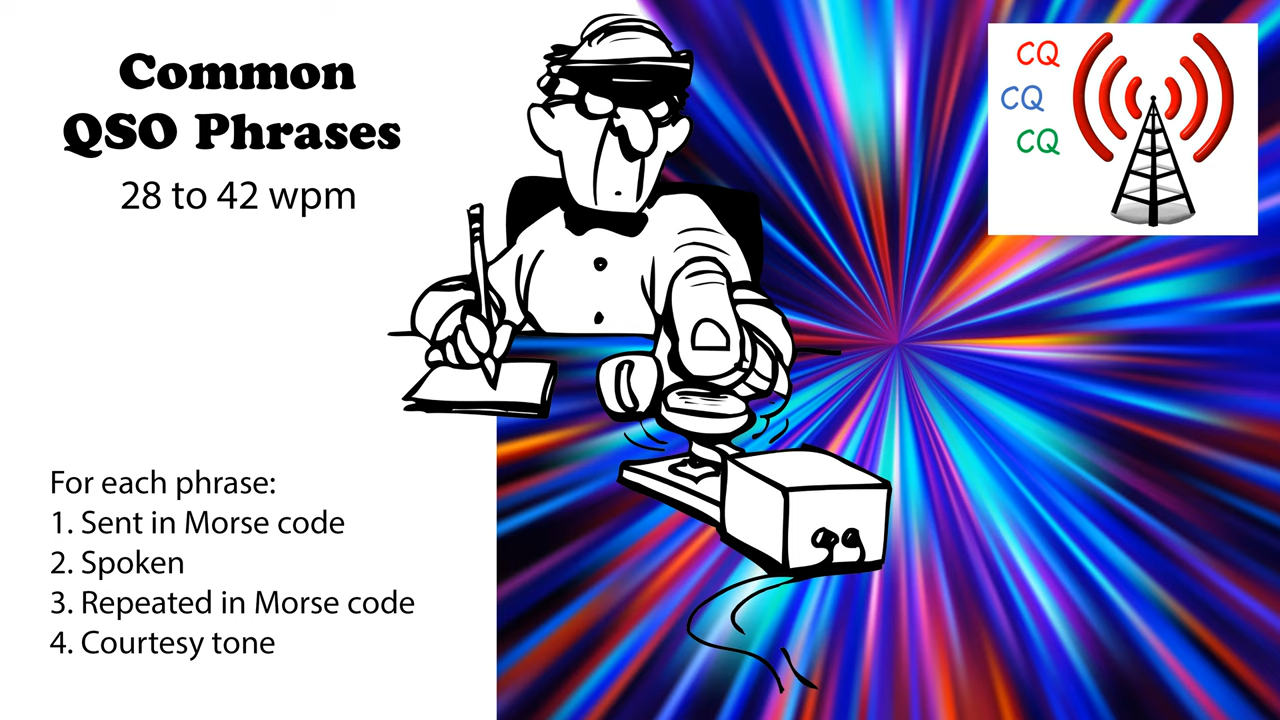 Common
QSO Phrases
28 to 42 wpm
CQ
CQ
CQ
For each phrase:
1. Sent in Morse code
2. Spoken
3. Repeated in Morse code
4. Courtesy tone